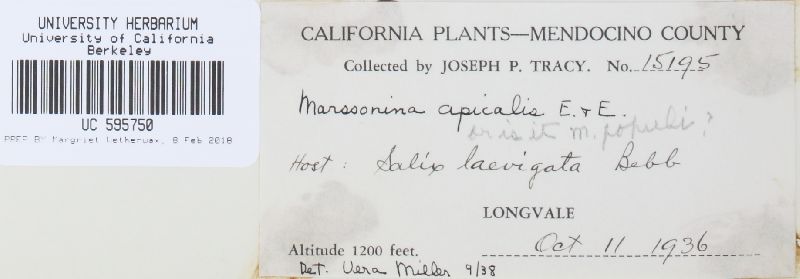 UNIVERSITY HERBARIUM
University of California
Berkeley
UC 595750
PREP BY Margriet Wetherwax, 8 Feb 2018
CALIFORNIA PLANTS—MENDOCINO COUNTY
Collected by JOSEPH P. TRACY. No. 15195
Marssonina apicalis E. & E.
or is it M. populi?
Host : Salix laevigata Bebb
LONGVALE
Altitude 1200 feet. Oct 11 1936
Det. Vera Miller 9/38